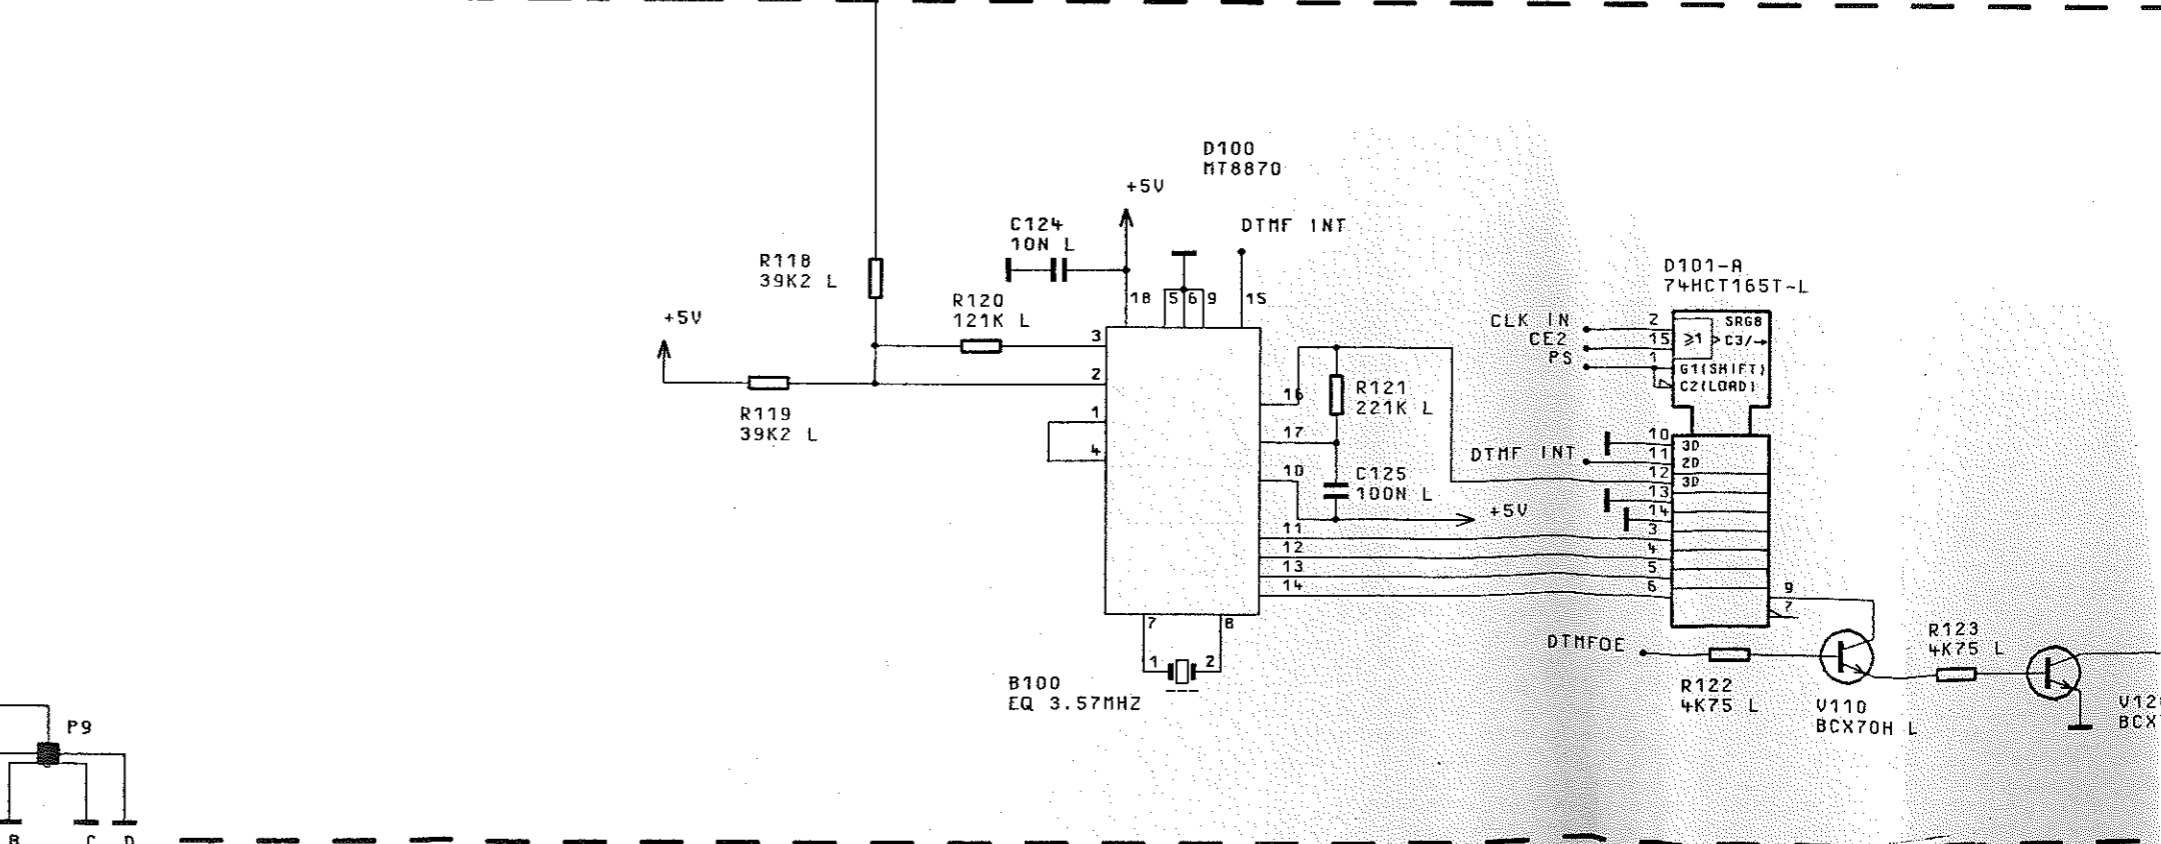 D100
MT8870
+5V
C124
10N L
DTMF INT
R118
39K2 L
R120
121K L
18
5
6
9
15
+5V
3
2
1
4
R119
39K2 L
16
17
10
11
12
13
14
R121
221K L
C125
100N L
+5V
7
8
1
2
B100
EQ 3.57MHZ
D101-A
74HCT165T-L
CLK IN
CE2
PS
2
15
1
SRG8
≥1
C3/→
G1(SHIFT)
C2(LOAD)
DTMF INT
10
11
12
13
14
3
4
5
6
3D
2D
3D
9
7
DTMFOE
R122
4K75 L
V110
BCX70H L
R123
4K75 L
V12
BCX
P9
B
C
D